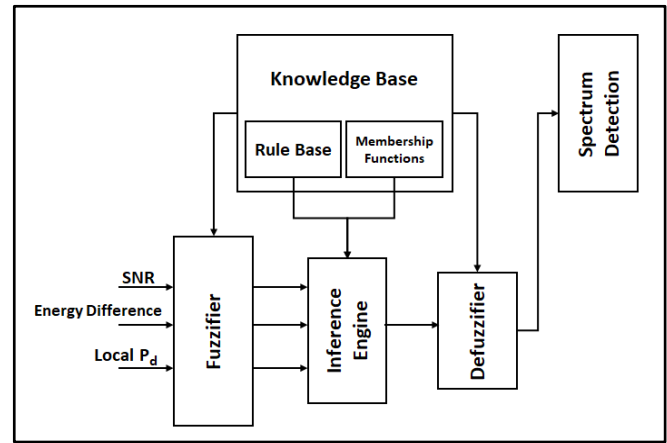 Knowledge Base
Rule Base
Membership
Functions
Spectrum
Detection
SNR
Energy Difference
Local Pd
Fuzzifier
Inference
Engine
Defuzzifier